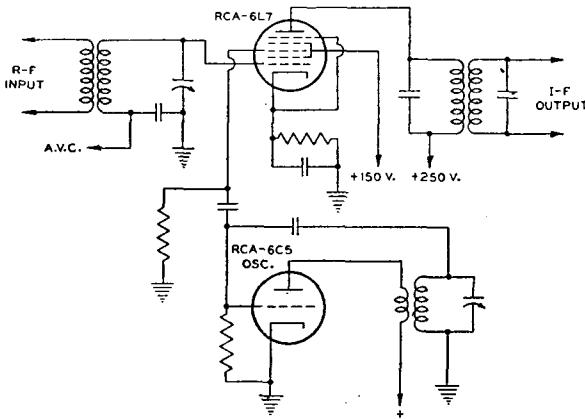 RCA-6L7
R-F
INPUT
A.V.C.
+150 V.
+250 V.
I-F
OUTPUT
RCA-6C5
OSC.
+